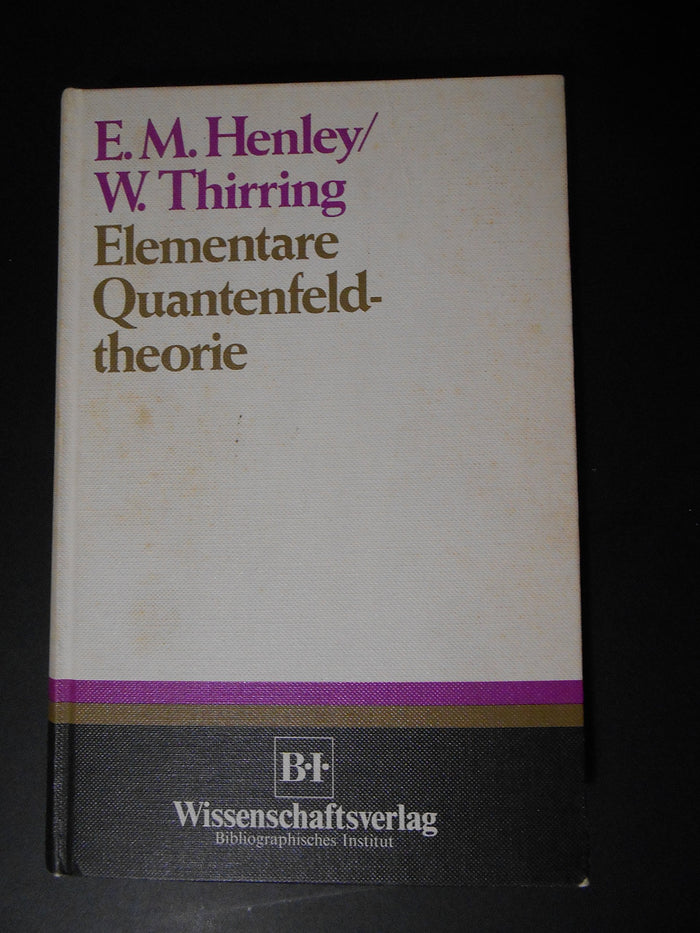 E. M. Henley/
W. Thirring
Elementare
Quantenfeld-
theorie
B·I·
Wissenschaftsverlag
Bibliographisches Institut